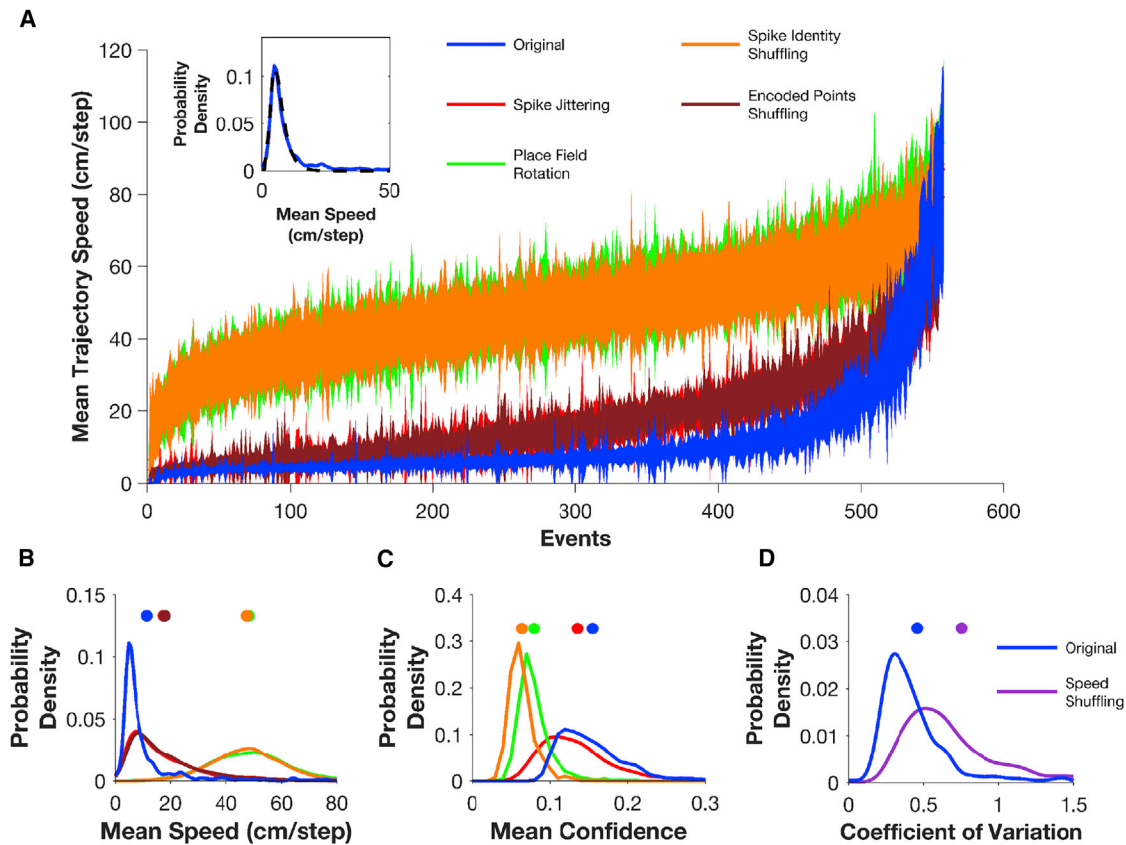 A
Mean Trajectory Speed (cm/step)
120
100
80
60
40
20
0
0
100
200
300
400
500
600
Events
Probability
Density
0.1
0.05
0
0
50
Mean Speed
(cm/step)
Original
Spike Jittering
Place Field
Rotation
Spike Identity
Shuffling
Encoded Points
Shuffling
B
Probability
Density
0.15
0.1
0.05
0
0
20
40
60
80
Mean Speed (cm/step)
C
Probability
Density
0.4
0.3
0.2
0.1
0
0
0.1
0.2
0.3
Mean Confidence
D
Probability
Density
0.04
0.03
0.02
0.01
0
0
0.5
1
1.5
Coefficient of Variation
Original
Speed
Shuffling